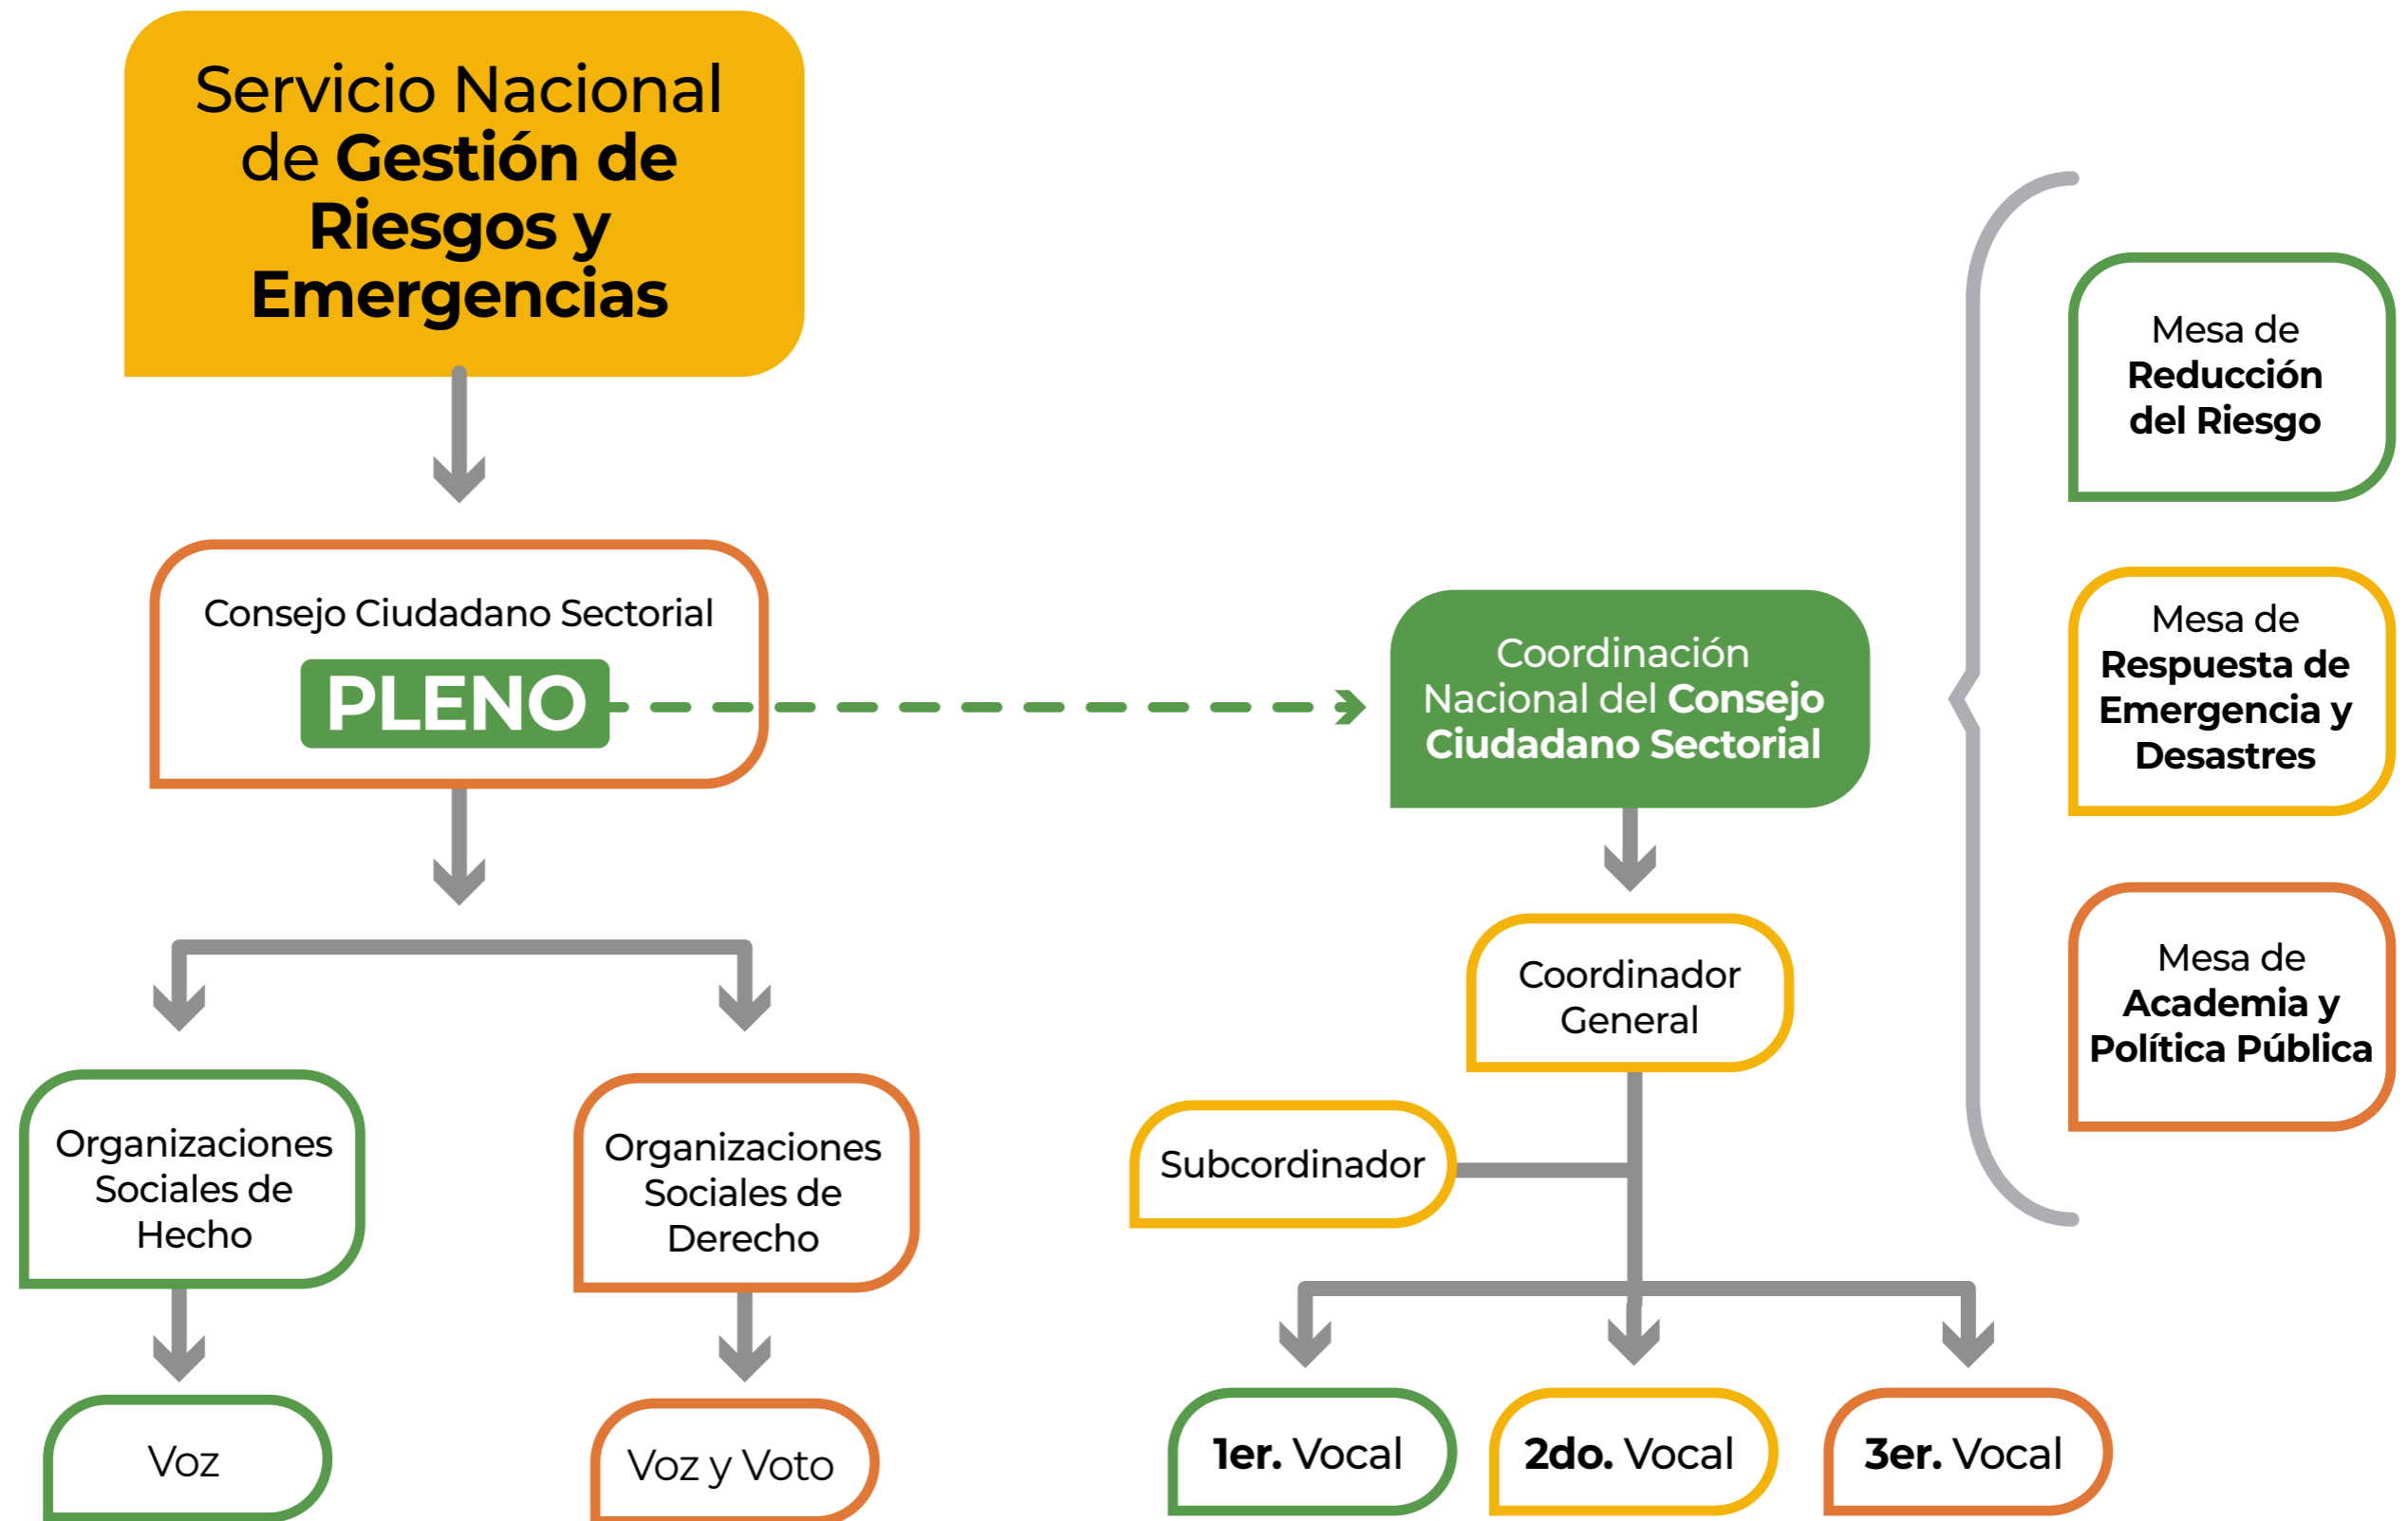 Servicio Nacional
de Gestión de
Riesgos y
Emergencias
Consejo Ciudadano Sectorial
PLENO
Organizaciones
Sociales de
Hecho
Organizaciones
Sociales de
Derecho
Voz
Voz y Voto
Coordinación
Nacional del Consejo
Ciudadano Sectorial
Coordinador
General
Subcordinador
1er. Vocal
2do. Vocal
3er. Vocal
Mesa de
Reducción
del Riesgo
Mesa de
Respuesta de
Emergencia y
Desastres
Mesa de
Academia y
Política Pública